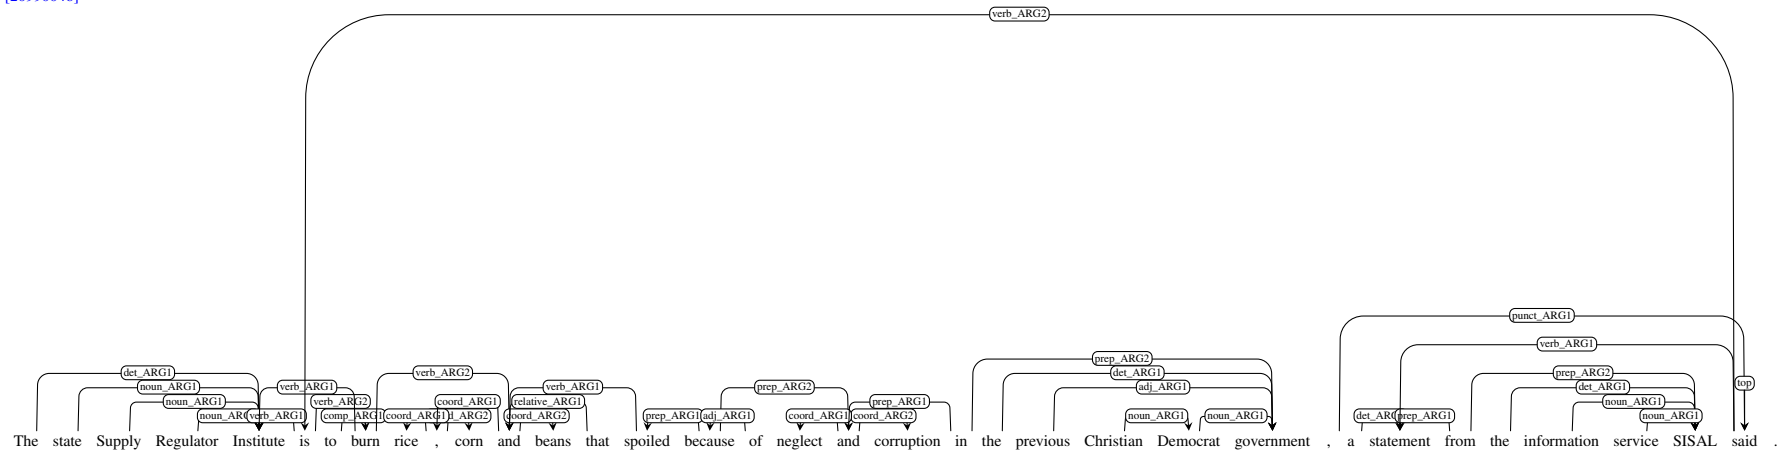 verb_ARG2
punct_ARG1
verb_ARG1
prep_ARG2
det_ARG1 verb_ARG2 det_ARG1 prep_ARG2
top
noun_ARG1 verb_ARG1 verb_ARG1 prep_ARG2 adj_ARG1 det_ARG1
noun_ARG1 verb_ARG2 coord_ARG1 relative_ARG1 prep_ARG1 noun_ARG1
verb_ARG1 comp_ARG1 coord_ARG1 coord_ARG2 prep_ARG1 adj_ARG1 coord_ARG1 coord_ARG2 noun_ARG1 noun_ARG1 prep_ARG1 noun_ARG1
The state Supply Regulator Institute is to burn rice , corn and beans that spoiled because of neglect and corruption in the previous Christian Democrat government , a statement from the information service SISAL said .